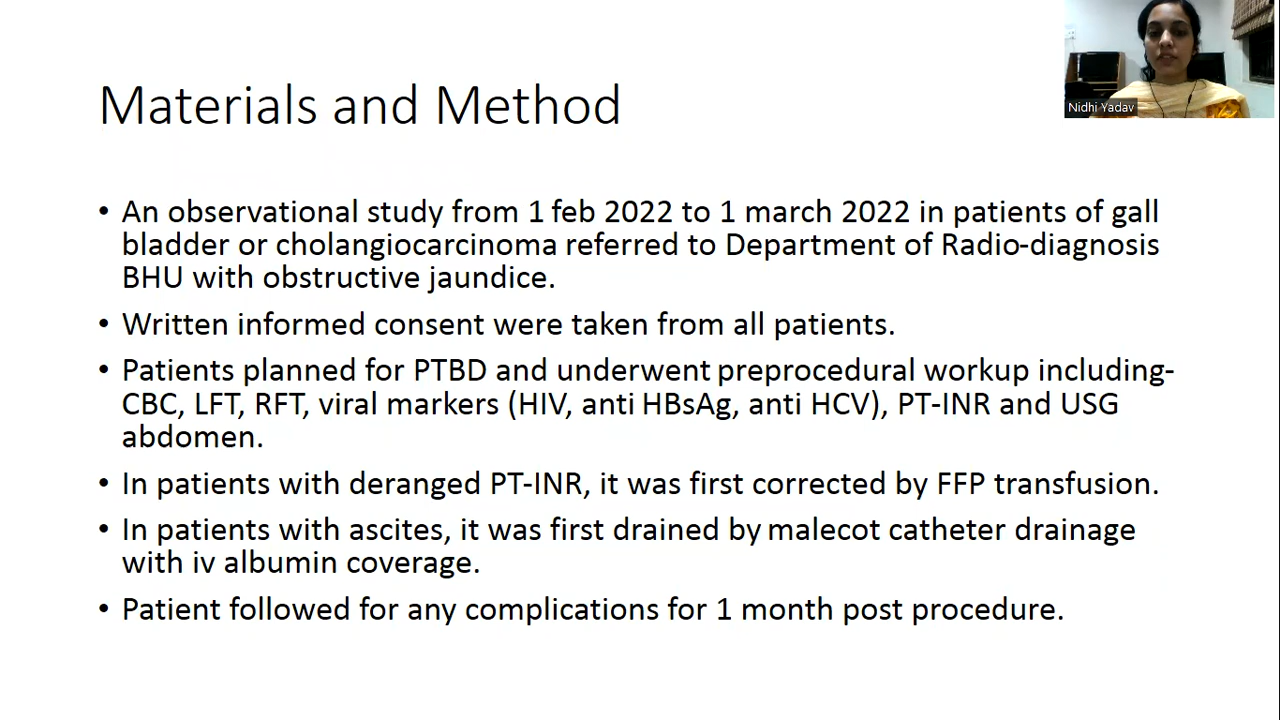 Materials and Method
Nidhi Yadav
• An observational study from 1 feb 2022 to 1 march 2022 in patients of gall
bladder or cholangiocarcinoma referred to Department of Radio-diagnosis
BHU with obstructive jaundice.
• Written informed consent were taken from all patients.
• Patients planned for PTBD and underwent preprocedural workup including-
CBC, LFT, RFT, viral markers (HIV, anti HBsAg, anti HCV), PT-INR and USG
abdomen.
• In patients with deranged PT-INR, it was first corrected by FFP transfusion.
• In patients with ascites, it was first drained by malecot catheter drainage
with iv albumin coverage.
• Patient followed for any complications for 1 month post procedure.